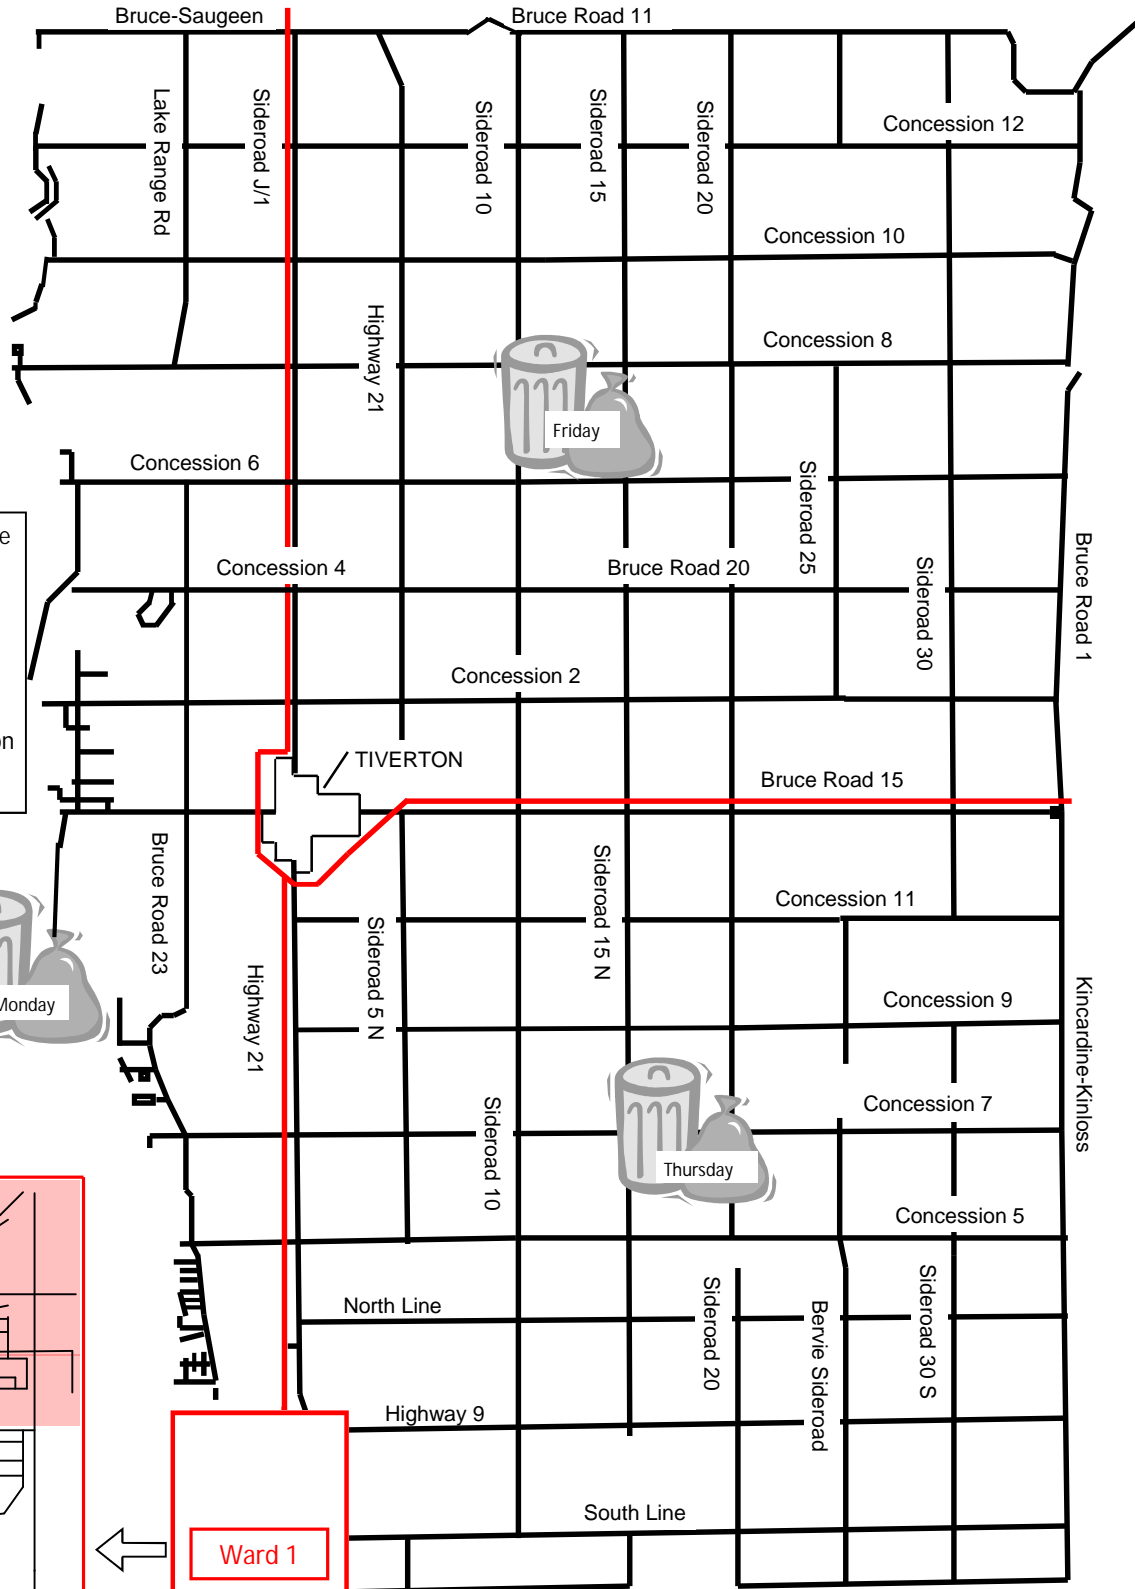 Bruce-Saugeen
Bruce Road 11
Lake Range Rd
Sideroad J/1
Sideroad 10
Sideroad 15
Sideroad 20
Concession 12
Concession 10
Highway 21
Concession 8
Friday
Concession 6
Sideroad 25
e
Concession 4
Bruce Road 20
Sideroad 30
Bruce Road 1
Concession 2
on
TIVERTON
Bruce Road 15
Bruce Road 23
Sideroad 15 N
Concession 11
Sideroad 5 N
Highway 21
Monday
Concession 9
Kincardine-Kinloss
Sideroad 10
Concession 7
Thursday
Concession 5
North Line
Sideroad 20
Bervie Sideroad
Sideroad 30 S
Highway 9
South Line
Ward 1